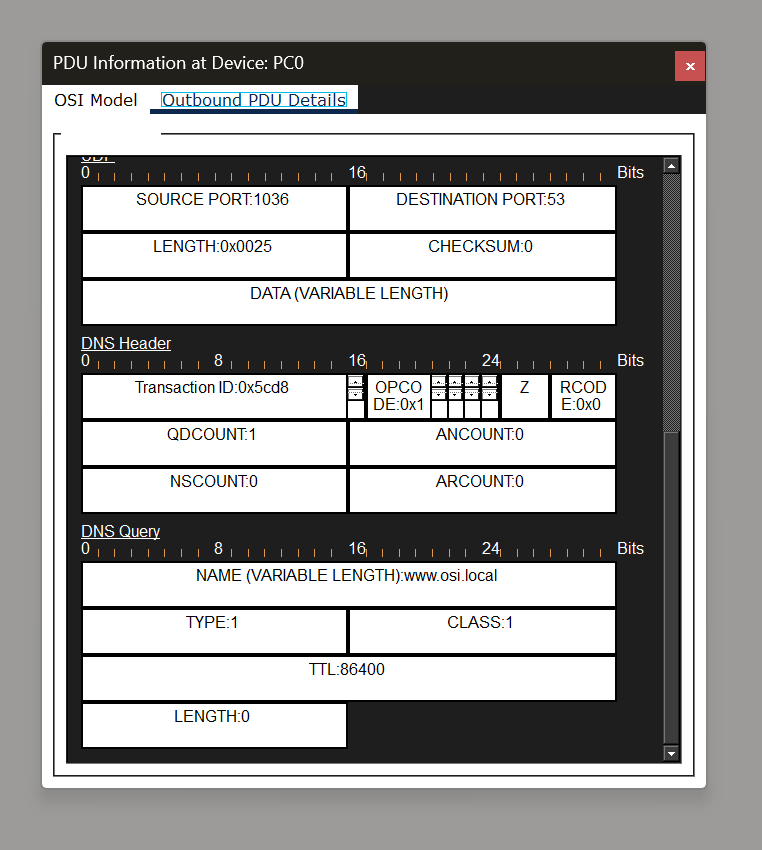 PDU Information at Device: PC0
OSI Model Outbound PDU Details
UDP
0 16 Bits
SOURCE PORT:1036 DESTINATION PORT:53
LENGTH:0x0025 CHECKSUM:0
DATA (VARIABLE LENGTH)
DNS Header
0 8 16 24 Bits
Transaction ID:0x5cd8 OPCO Z RCOD
DE:0x1 E:0x0
QDCOUNT:1 ANCOUNT:0
NSCOUNT:0 ARCOUNT:0
DNS Query
0 8 16 24 Bits
NAME (VARIABLE LENGTH):www.osi.local
TYPE:1 CLASS:1
TTL:86400
LENGTH:0